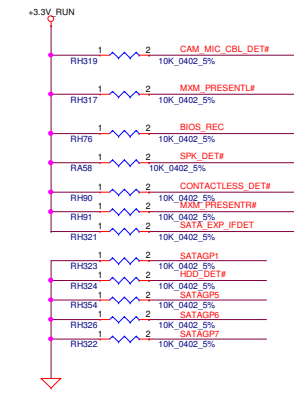 +3.3V_RUN
1 2 CAM_MIC_CBL_DET#
RH319 10K_0402_5%
1 2 MXM_PRESENTL#
RH317 10K_0402_5%
1 2 BIOS_REC
RH76 10K_0402_5%
1 2 SPK_DET#
RA58 10K_0402_5%
1 2 CONTACTLESS_DET#
RH90 10K_0402_5%
1 2 MXM_PRESENTR#
RH91 10K_0402_5%
1 2 SATA_EXP_IFDET
RH321 10K_0402_5%
1 2 SATAGP1
RH323 10K_0402_5%
1 2 HDD_DET#
RH324 10K_0402_5%
1 2 SATAGP5
RH354 10K_0402_5%
1 2 SATAGP6
RH326 10K_0402_5%
1 2 SATAGP7
RH322 10K_0402_5%